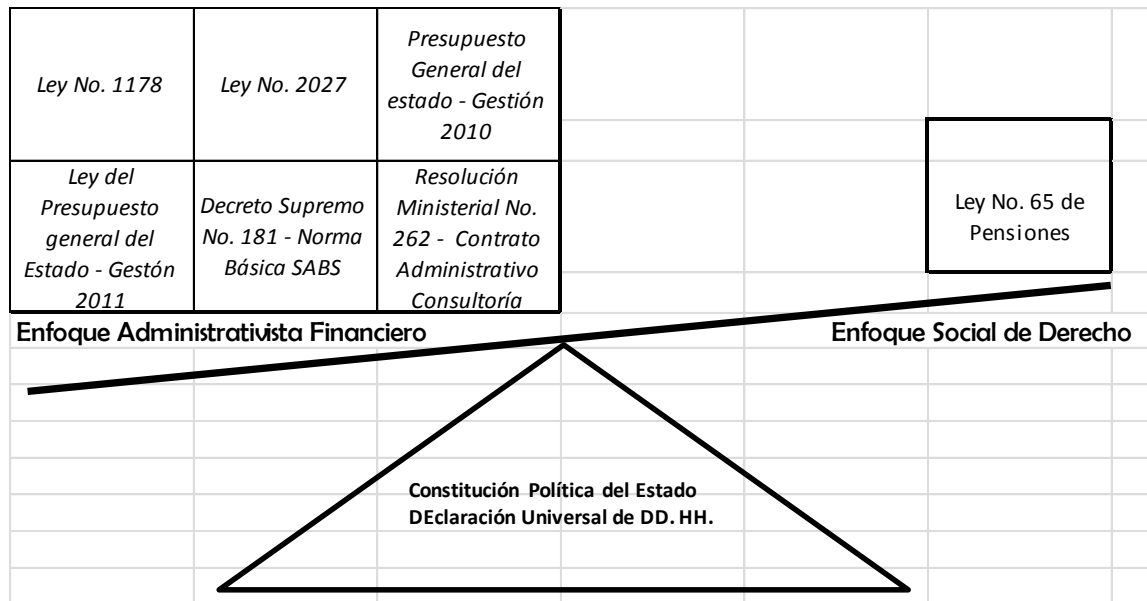 Ley No. 1178
Ley No. 2027
Presupuesto
General del
estado - Gestión
2010
Ley del
Presupuesto
general del
Estado - Gestón
2011
Decreto Supremo
No. 181 - Norma
Básica SABS
Resolución
Ministerial No.
262 - Contrato
Administrativo
Consultoría
Ley No. 65 de
Pensiones
Enfoque Administrativista Financiero
Enfoque Social de Derecho
Constitución Política del Estado
DEclaración Universal de DD. HH.